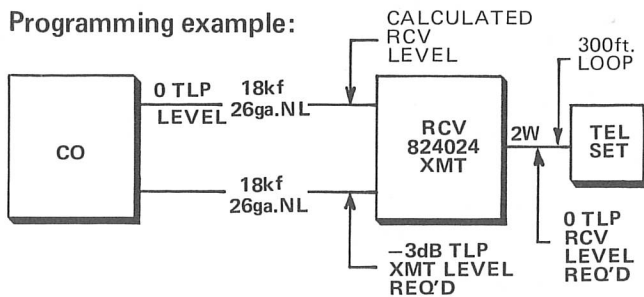 Programming example:
CALCULATED
RCV
LEVEL
300ft.
LOOP
0 TLP
LEVEL
18kf
26ga.NL
CO
RCV
824024
XMT
2W
TEL
SET
18kf
26ga.NL
–3dB TLP
XMT LEVEL
REQ'D
0 TLP
RCV
LEVEL
REQ'D